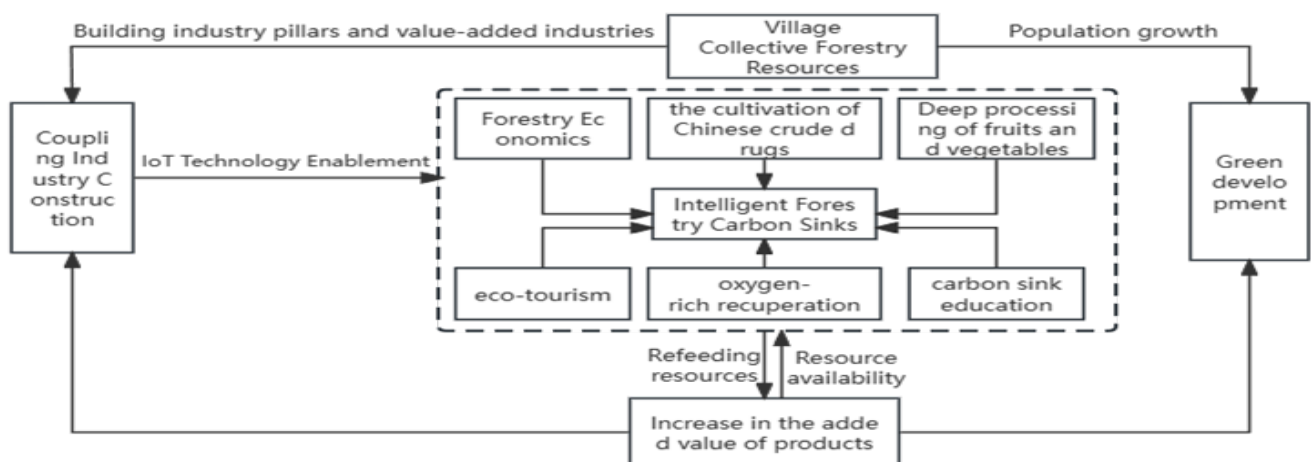 Building industry pillars and value-added industries
Village
Collective Forestry
Resources
Population growth
Coupli
ng Ind
ustry C
onstruc
tion
IoT Technology Enablement
Forestry Ec
onomics
the cultivation of
Chinese crude d
rugs
Deep processi
ng of fruits an
d vegetables
Intelligent Fores
try Carbon Sinks
eco-tourism
oxygen-
rich recuperation
carbon sink
education
Green
develo
pment
Refeeding
resources
Resource
availability
Increase in the adde
d value of products